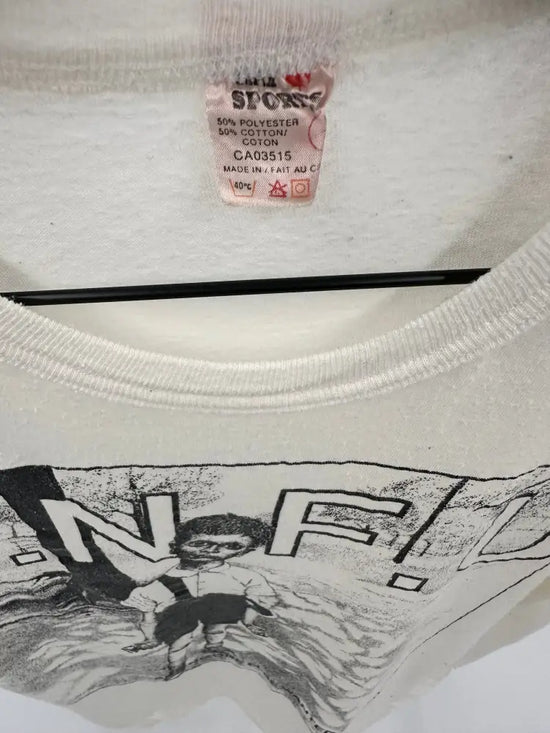 SPORTS
50% POLYESTER
50% COTTON/
COTON
CA03515
MADE IN / FAIT AU C
40°C
.N F.